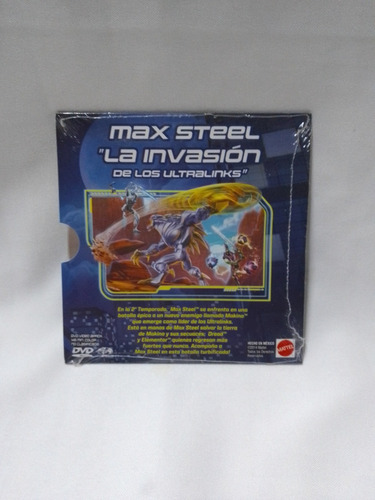 MAX STEEL
"LA INVASIÓN
DE LOS ULTRALINKS"
En la 2ª Temporada, Max Steel se enfrenta en una
batalla épica a un nuevo enemigo llamado Makino
que emerge como líder de los Ultralinks.
Está en manos de Max Steel salvar la tierra
de Makino y sus secuaces: Dredd
y Elementor quienes regresan más
fuertes que nunca. Acompaña a
Max Steel en esta batalla turbificada!
DVD
HECHO EN MÉXICO
MATTEL